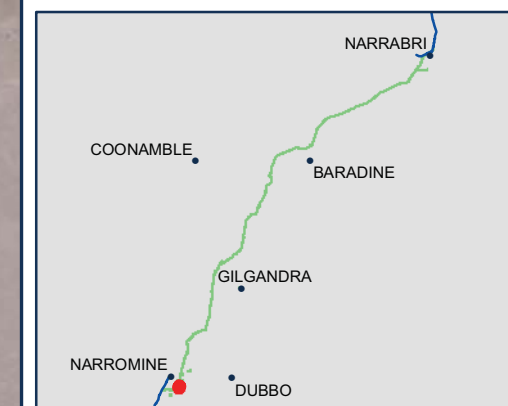 NARRABRI
COONAMBLE
BARADINE
GILGANDRA
NARROMINE
DUBBO